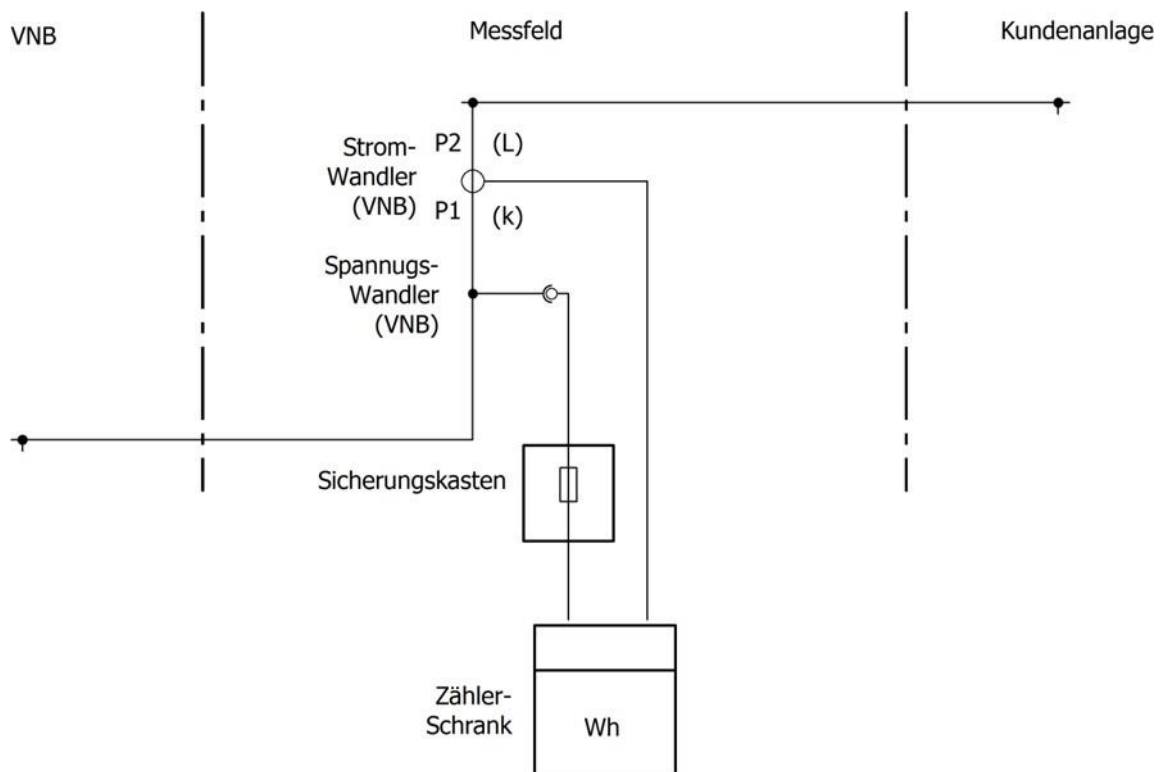 VNB
Messfeld
Kundenanlage
Strom-
Wandler
(VNB)
P2
(L)
P1
(k)
Spannugs-
Wandler
(VNB)
Sicherungskasten
Zähler-
Schrank
Wh